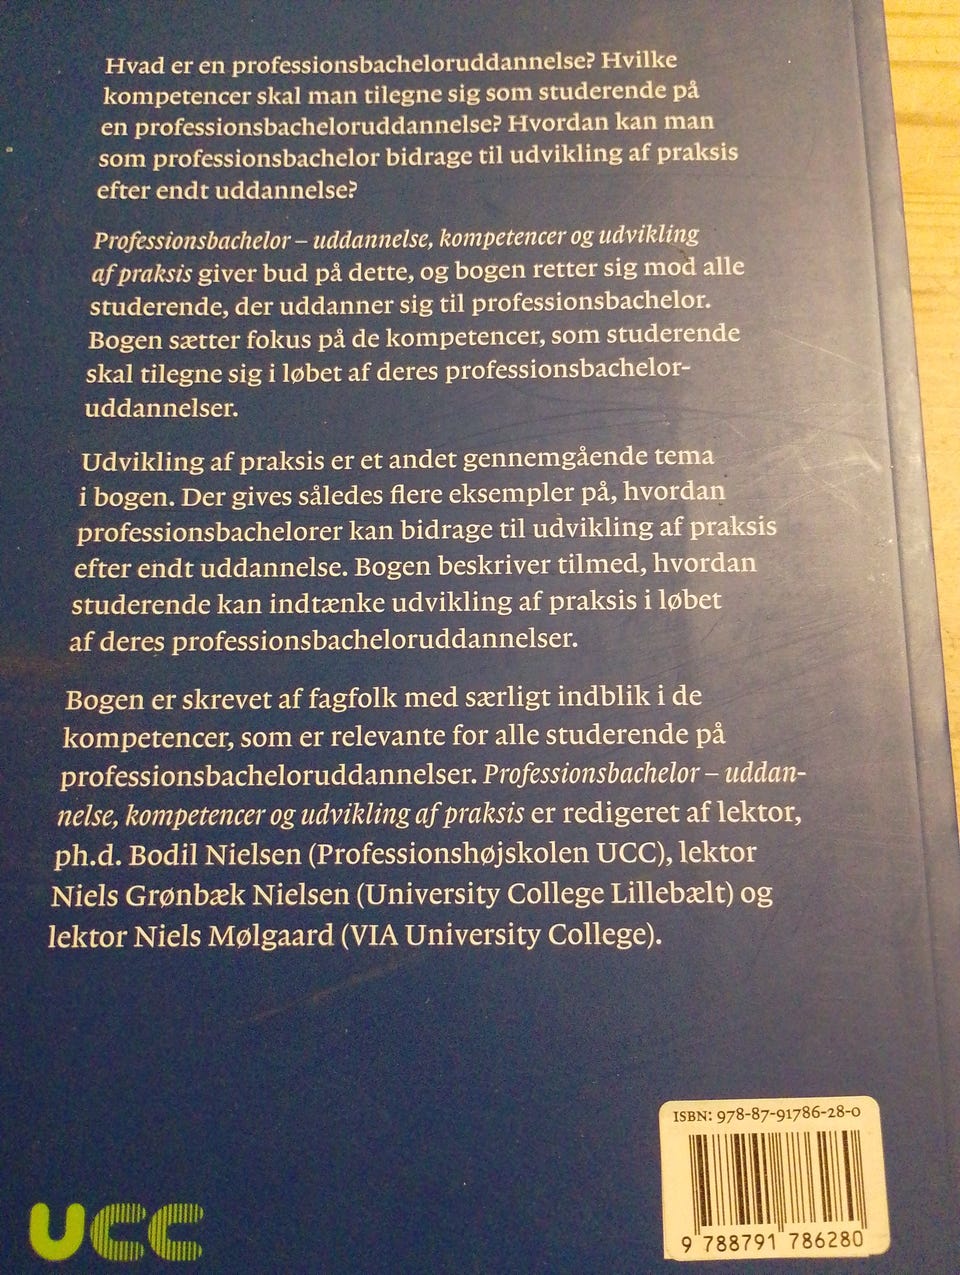 Hvad er en professionsbacheloruddannelse? Hvilke
kompetencer skal man tilegne sig som studerende på
en professionsbacheloruddannelse? Hvordan kan man
som professionsbachelor bidrage til udvikling af praksis
efter endt uddannelse?
Professionsbachelor – uddannelse, kompetencer og udvikling
af praksis giver bud på dette, og bogen retter sig mod alle
studerende, der uddanner sig til professionsbachelor.
Bogen sætter fokus på de kompetencer, som studerende
skal tilegne sig i løbet af deres professionsbachelor-
uddannelser.
Udvikling af praksis er et andet gennemgående tema
i bogen. Der gives således flere eksempler på, hvordan
professionsbachelorer kan bidrage til udvikling af praksis
efter endt uddannelse. Bogen beskriver tilmed, hvordan
studerende kan indtænke udvikling af praksis i løbet
af deres professionsbacheloruddannelser.
Bogen er skrevet af fagfolk med særligt indblik i de
kompetencer, som er relevante for alle studerende på
professionsbacheloruddannelser. Professionsbachelor – uddan-
nelse, kompetencer og udvikling af praksis er redigeret af lektor,
ph.d. Bodil Nielsen (Professionshøjskolen UCC), lektor
Niels Grønbæk Nielsen (University College Lillebælt) og
lektor Niels Mølgaard (VIA University College).
ISBN: 978-87-91786-28-0
9 788791 786280
UCC